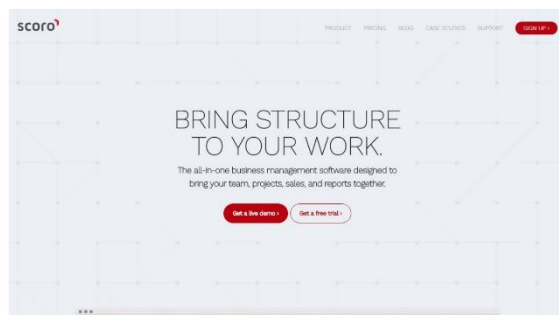 scoro
PRODUCT PRICING BLOG CASE STUDIES SUPPORT SIGN UP ›
BRING STRUCTURE
TO YOUR WORK.
The all-in-one business management software designed to
bring your team, projects, sales, and reports together.
Get a live demo › Get a free trial ›